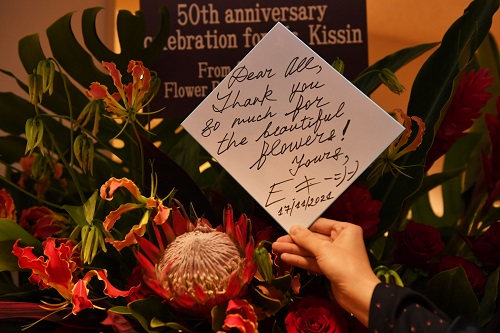 50th anniversary
celebration for Kissin
From
Flower
Dear All,
Thank you
so much for
the beautiful
flowers!
Yours,
17/11/2021